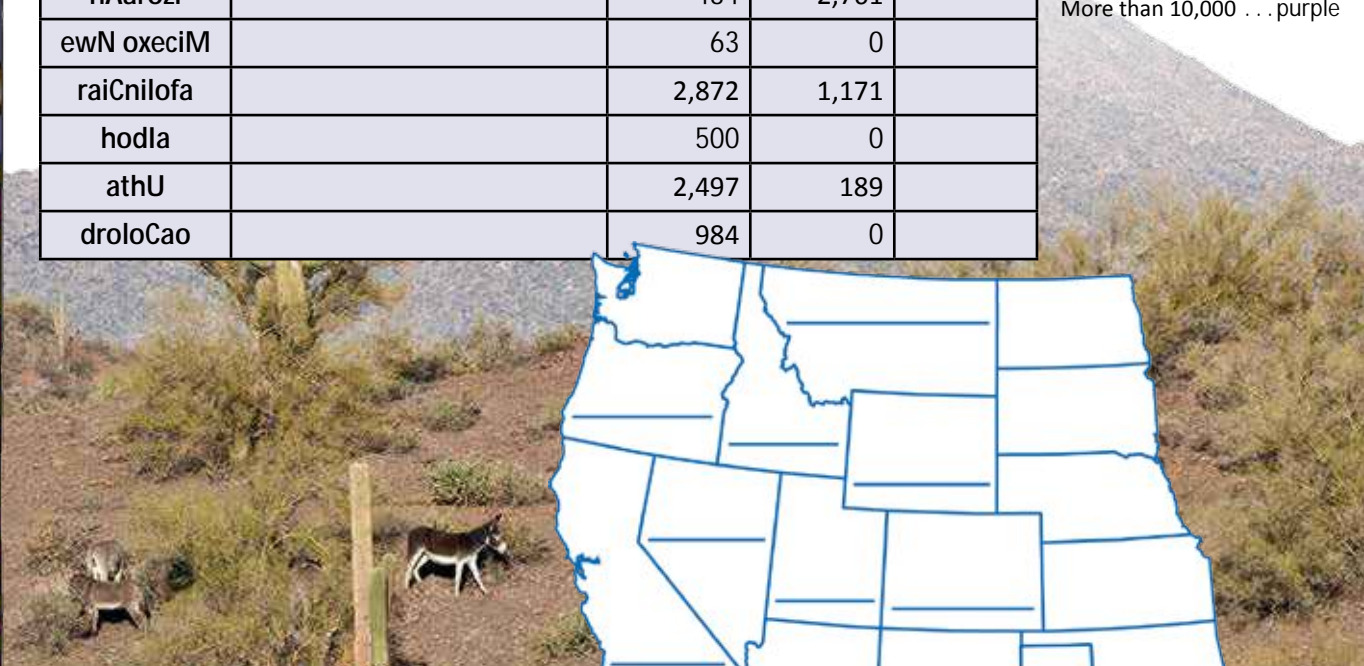 More than 10,000 . . . purple
ewN oxeciM 63 0
raiCnilofa 2,872 1,171
hodIa 500 0
athU 2,497 189
droloCao 984 0